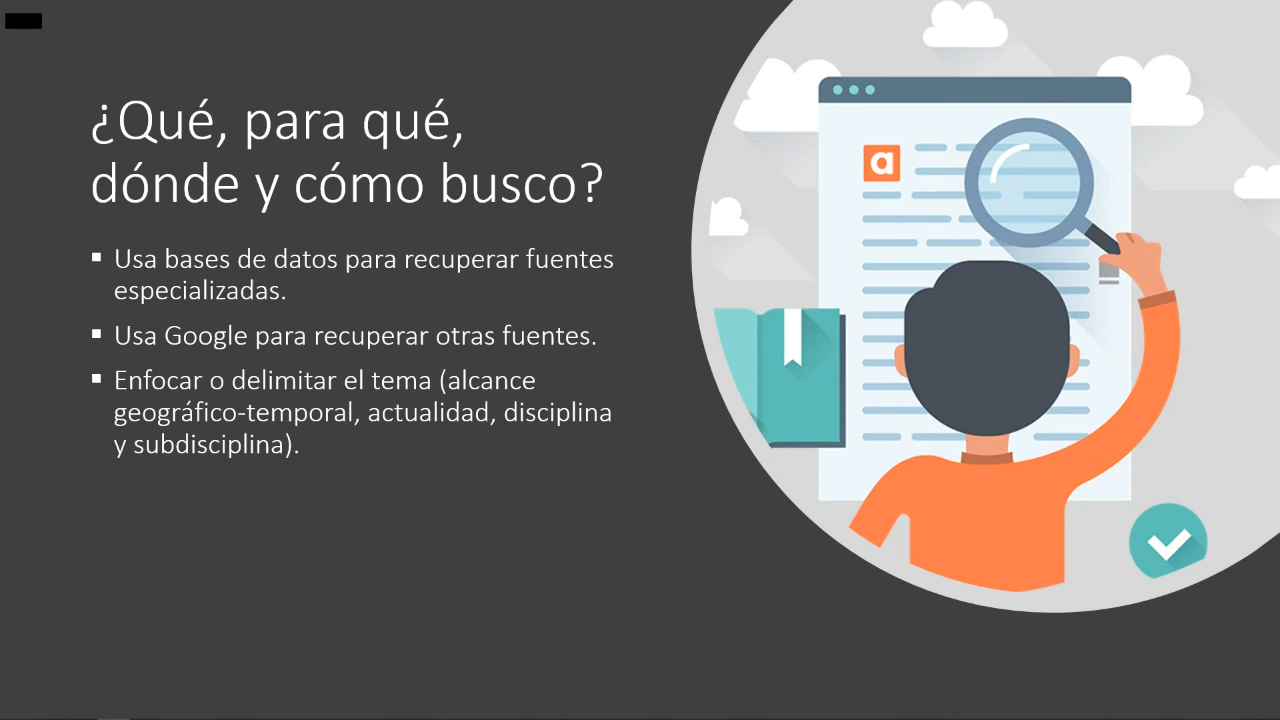 ¿Qué, para qué,
dónde y cómo busco?
▪ Usa bases de datos para recuperar fuentes
especializadas.
▪ Usa Google para recuperar otras fuentes.
▪ Enfocar o delimitar el tema (alcance
geográfico-temporal, actualidad, disciplina
y subdisciplina).
a